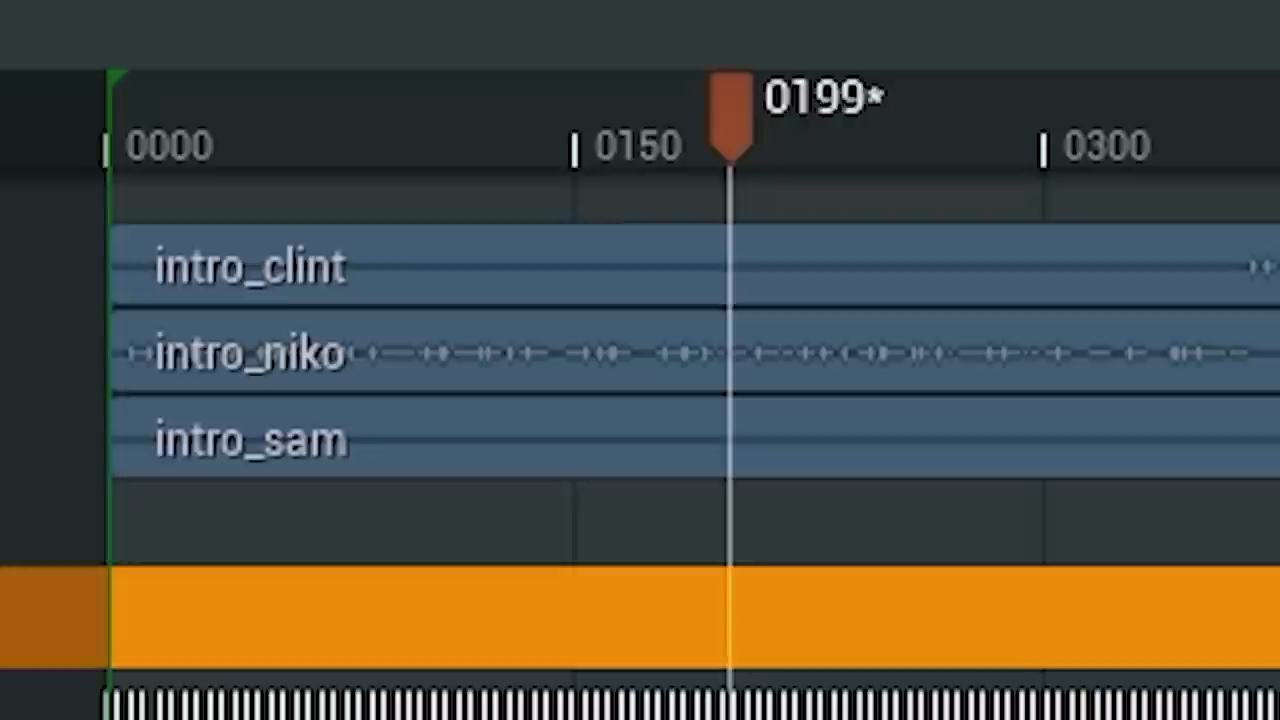 0199*
0000 0150 0300
intro_clint
intro_niko
intro_sam